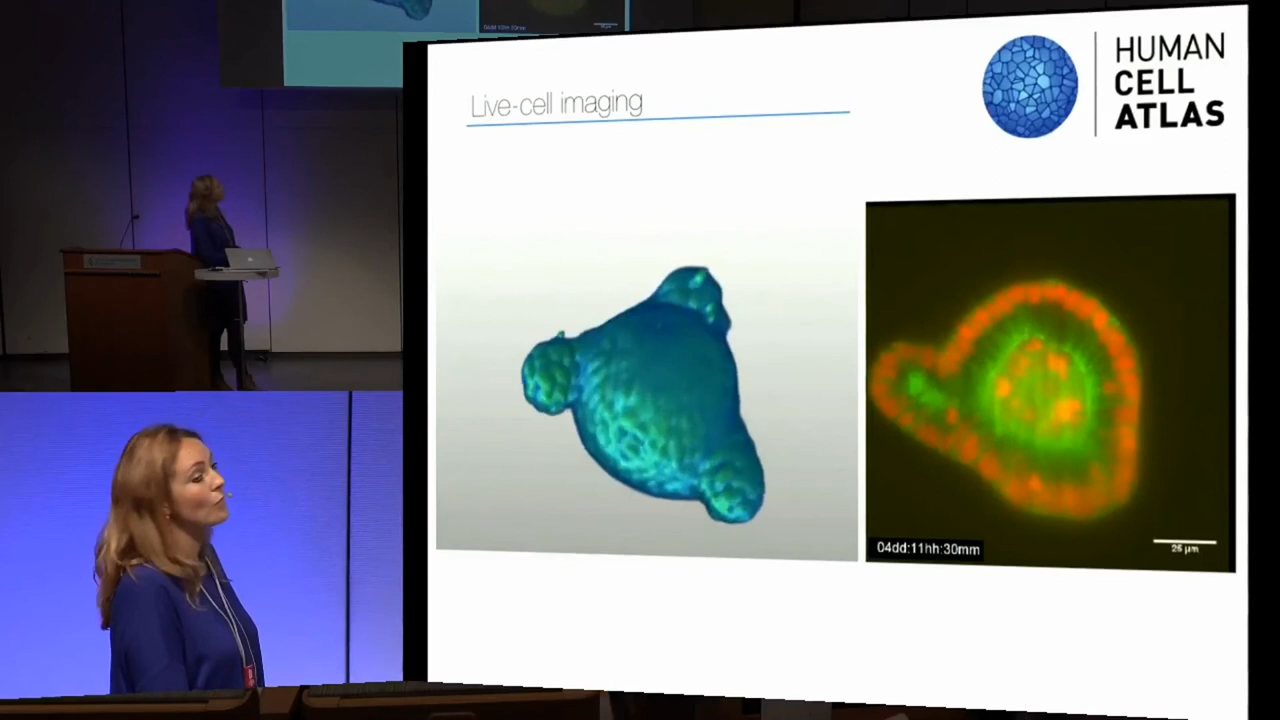 Live-cell imaging
HUMAN
CELL
ATLAS
04dd:11hh:30mm
25 µm